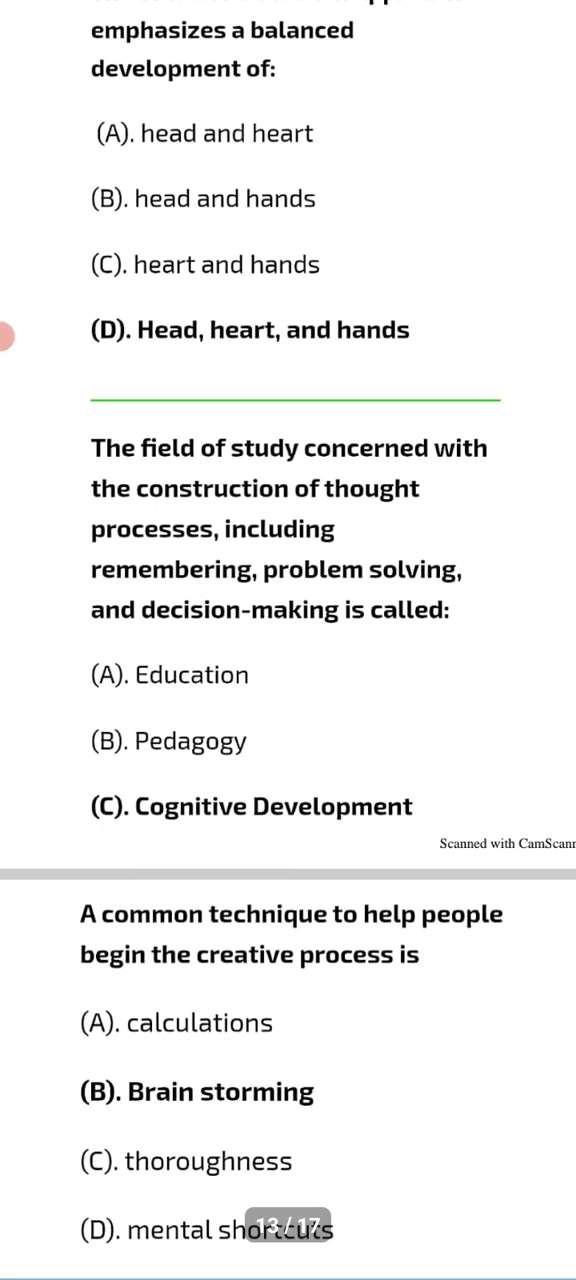 emphasizes a balanced
development of:
(A). head and heart
(B). head and hands
(C). heart and hands
(D). Head, heart, and hands
The field of study concerned with
the construction of thought
processes, including
remembering, problem solving,
and decision-making is called:
(A). Education
(B). Pedagogy
(C). Cognitive Development
Scanned with CamScann
A common technique to help people
begin the creative process is
(A). calculations
(B). Brain storming
(C). thoroughness
(D). mental shortcuts
13 / 17